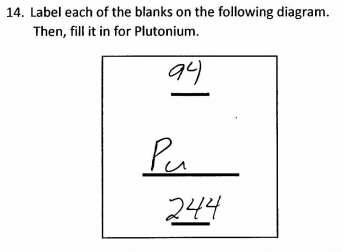 14. Label each of the blanks on the following diagram.
Then, fill it in for Plutonium.
94
Pu
244